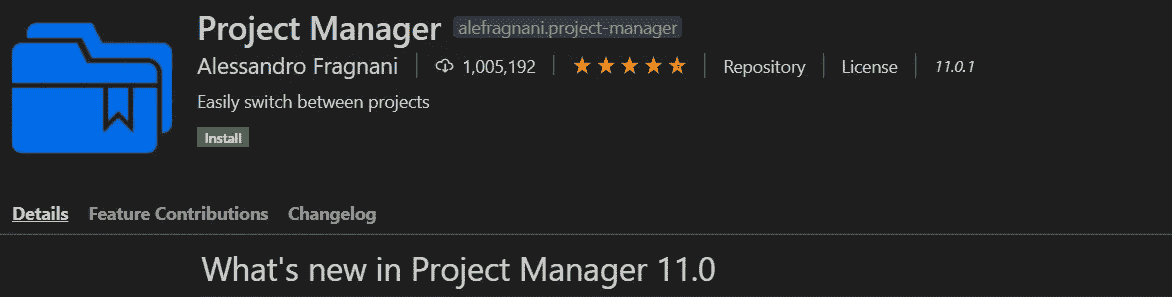 Project Manager alefragnani.project-manager
Alessandro Fragnani 1,005,192 Repository License 11.0.1
Easily switch between projects
Install
Details Feature Contributions Changelog
What's new in Project Manager 11.0